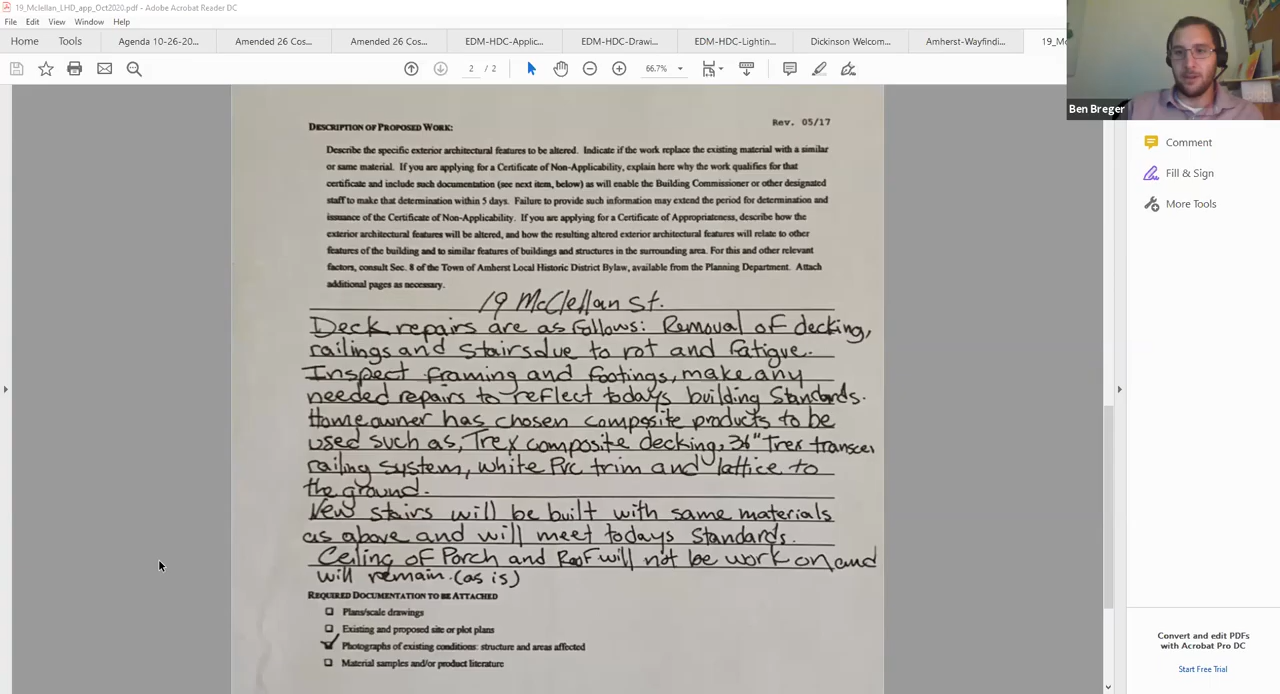 19_Mclellan_LHD_app_Oct2020.pdf - Adobe Acrobat Reader DC
File Edit View Window Help
Home Tools Agenda 10-26-20... Amended 26 Cos... Amended 26 Cos... EDM-HDC-Applic... EDM-HDC-Drawi... EDM-HDC-Lightin... Dickinson Welcom... Amherst-Wayfindi... 19_Mc
2 / 2 66.7%
Ben Breger
Comment
Fill & Sign
More Tools
Convert and edit PDFs
with Acrobat Pro DC
Start Free Trial
Rev. 05/17
DESCRIPTION OF PROPOSED WORK:
Describe the specific exterior architectural features to be altered. Indicate if the work replace the existing material with a similar
or same material. If you are applying for a Certificate of Non-Applicability, explain here why the work qualifies for that
certificate and include such documentation (see next item, below) as will enable the Building Commissioner or other designated
staff to make that determination within 5 days. Failure to provide such information may extend the period for determination and
issuance of the Certificate of Non-Applicability. If you are applying for a Certificate of Appropriateness, describe how the
exterior architectural features will be altered, and how the resulting altered exterior architectural features will relate to other
features of the building and to similar features of buildings and structures in the surrounding area. For this and other relevant
factors, consult Sec. 8 of the Town of Amherst Local Historic District Bylaw, available from the Planning Department. Attach
additional pages as necessary.
19 McClellan St.
Deck repairs are as follows: Removal of decking,
railings and stairs due to rot and fatigue.
Inspect framing and footings, make any
needed repairs to reflect todays building Standards.
Homeowner has chosen composite products to be
used such as, Trex composite decking, 36" Trex
railing system, white Pvc trim and lattice to
the ground.
New stairs will be built with same materials
as above and will meet todays Standards.
Ceiling of Porch and Roof will not be work on and
will remain. (as is)
REQUIRED DOCUMENTATION TO BE ATTACHED
Plans/scale drawings
Existing and proposed site or plot plans
Photographs of existing conditions: structure and areas affected
Material samples and/or product literature